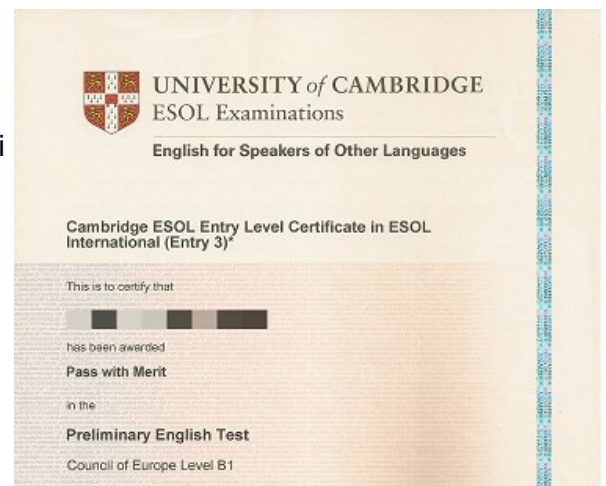 UNIVERSITY of CAMBRIDGE
ESOL Examinations
English for Speakers of Other Languages
i
Cambridge ESOL Entry Level Certificate in ESOL
International (Entry 3)*
This is to certify that
has been awarded
Pass with Merit
in the
Preliminary English Test
Council of Europe Level B1